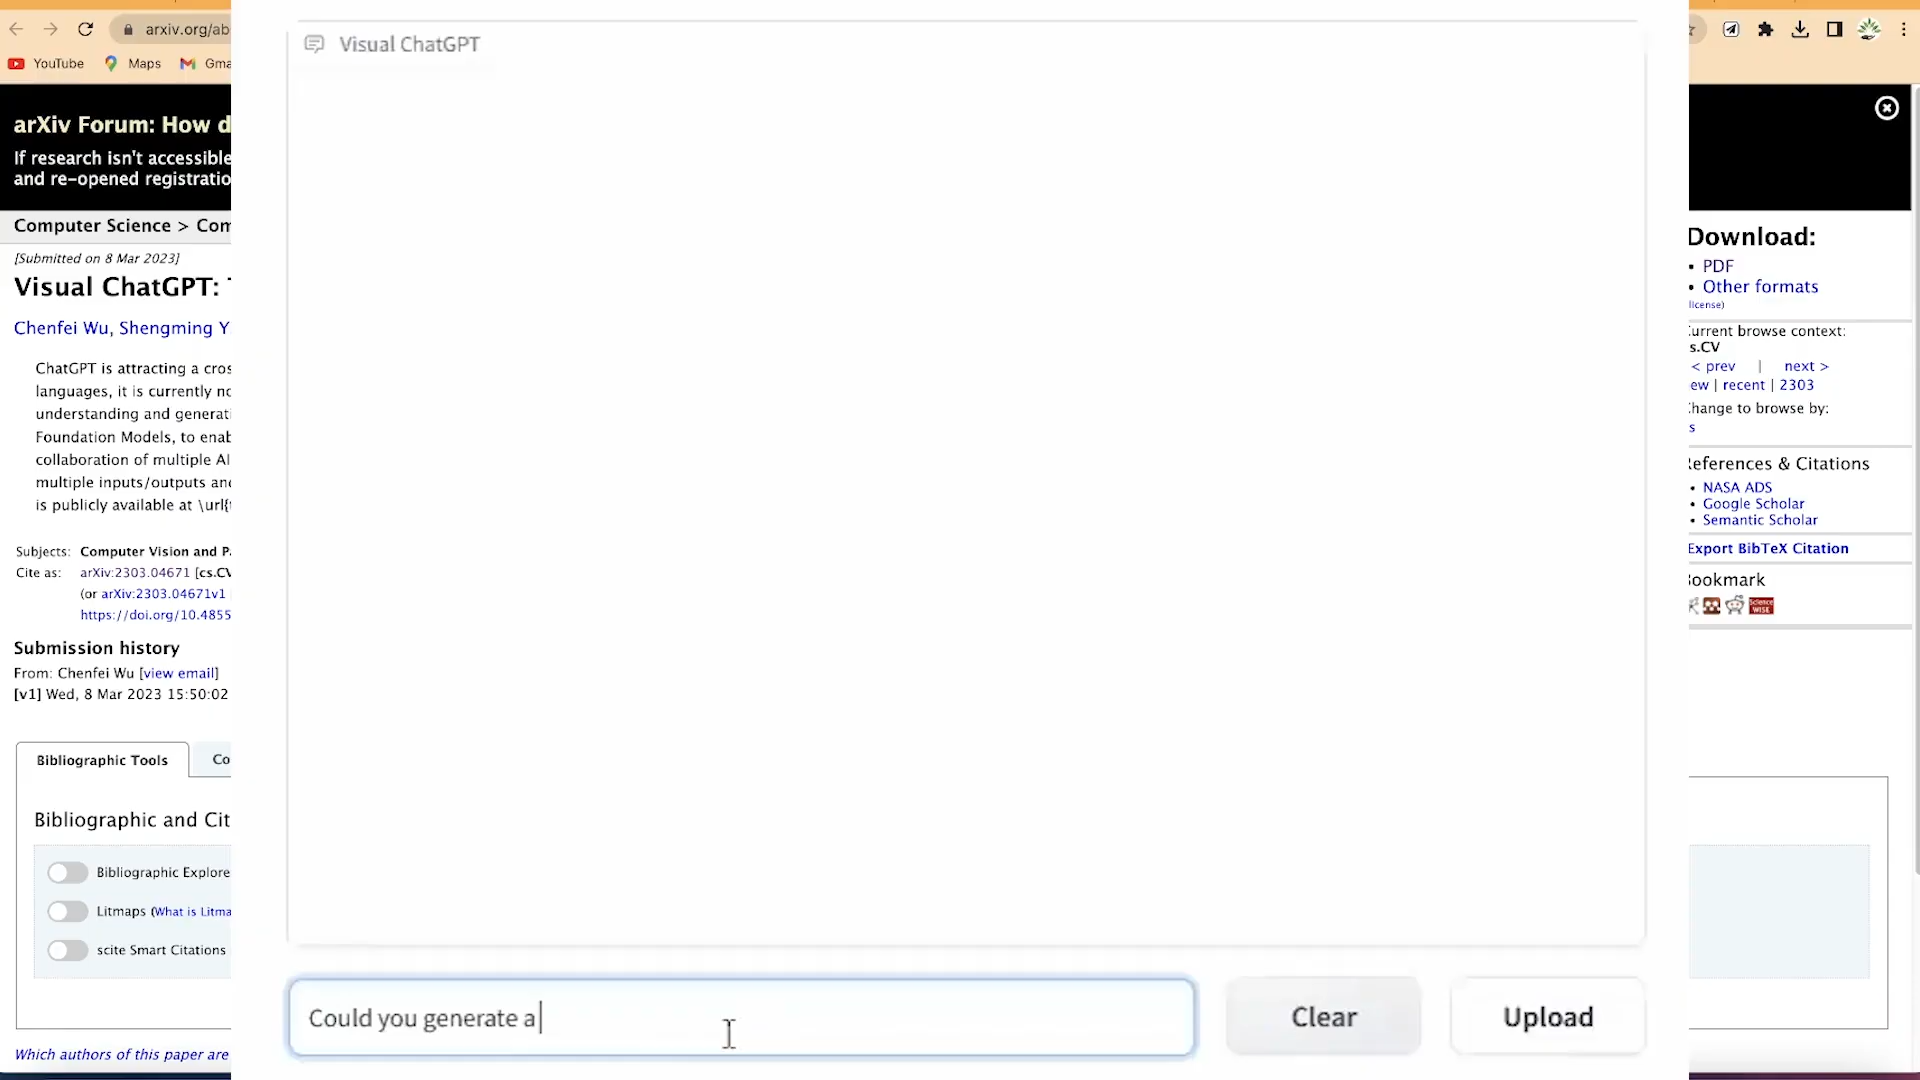 arxiv.org/ab
YouTube
Maps
Gma
arXiv Forum: How d
If research isn't accessible
and re-opened registratio
Computer Science > Com
[Submitted on 8 Mar 2023]
Visual ChatGPT:
Chenfei Wu, Shengming Y
ChatGPT is attracting a cros
languages, it is currently no
understanding and generati
Foundation Models, to enab
collaboration of multiple AI
multiple inputs/outputs and
is publicly available at \url{
Subjects: Computer Vision and Pa
Cite as: arXiv:2303.04671 [cs.CV
(or arXiv:2303.04671v1
https://doi.org/10.4855
Submission history
From: Chenfei Wu [view email]
[v1] Wed, 8 Mar 2023 15:50:02
Bibliographic Tools
Co
Bibliographic and Cit
Bibliographic Explore
Litmaps (What is Litma
scite Smart Citations
Which authors of this paper are
Visual ChatGPT
Could you generate a
Clear
Upload
Download:
PDF
Other formats
license)
urrent browse context:
s.CV
< prev | next >
ew | recent | 2303
hange to browse by:
s
References & Citations
NASA ADS
Google Scholar
Semantic Scholar
Export BibTeX Citation
Bookmark
Science
WISE